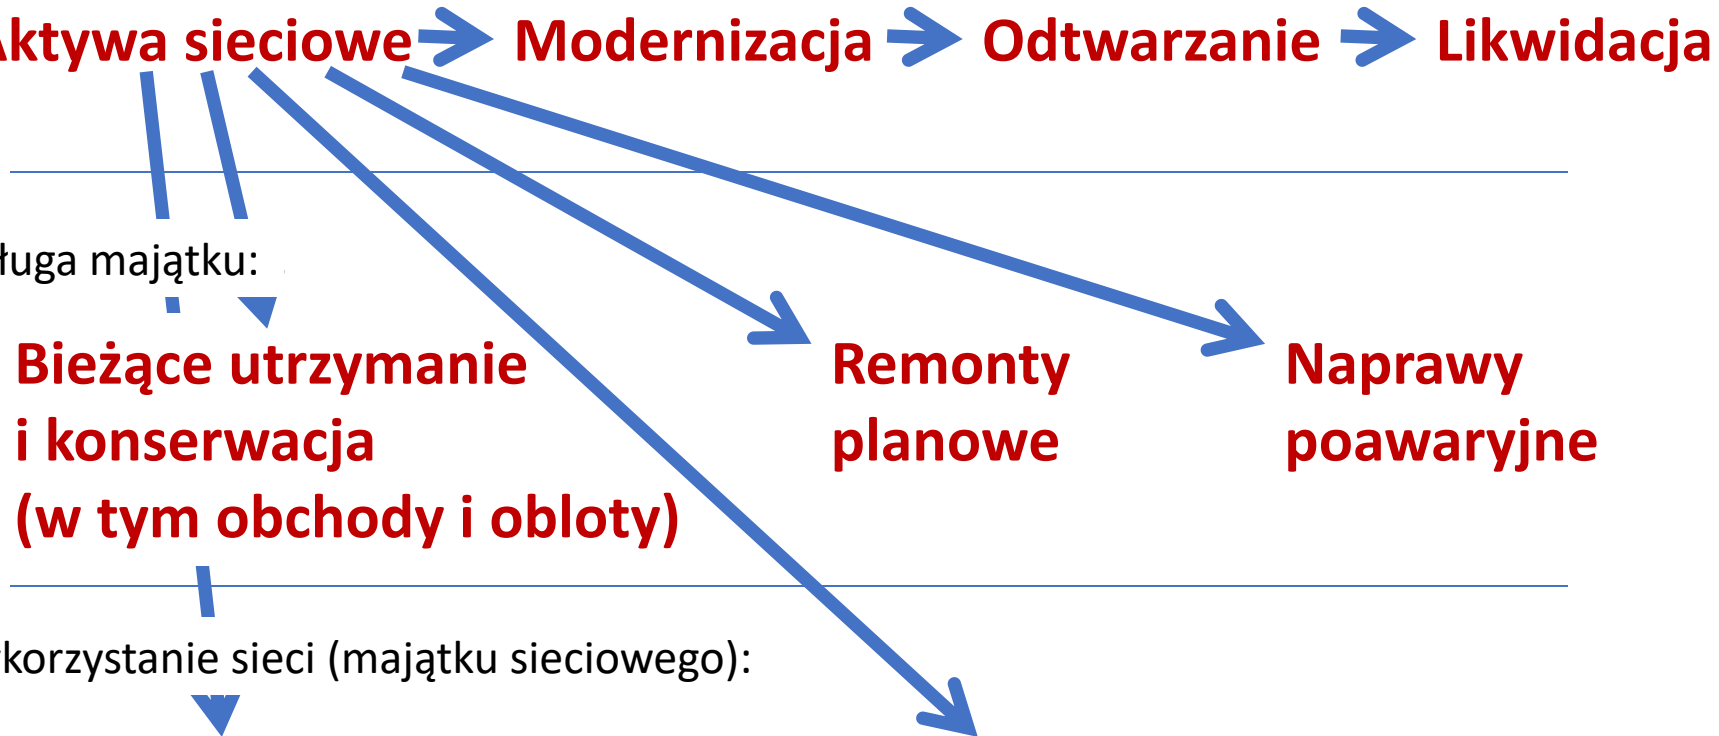 Aktywa sieciowe Modernizacja Odtwarzanie Likwidacja
ługa majątku:
Bieżące utrzymanie
i konserwacja
(w tym obchody i obloty)
Remonty
planowe
Naprawy
poawaryjne
korzystanie sieci (majątku sieciowego):